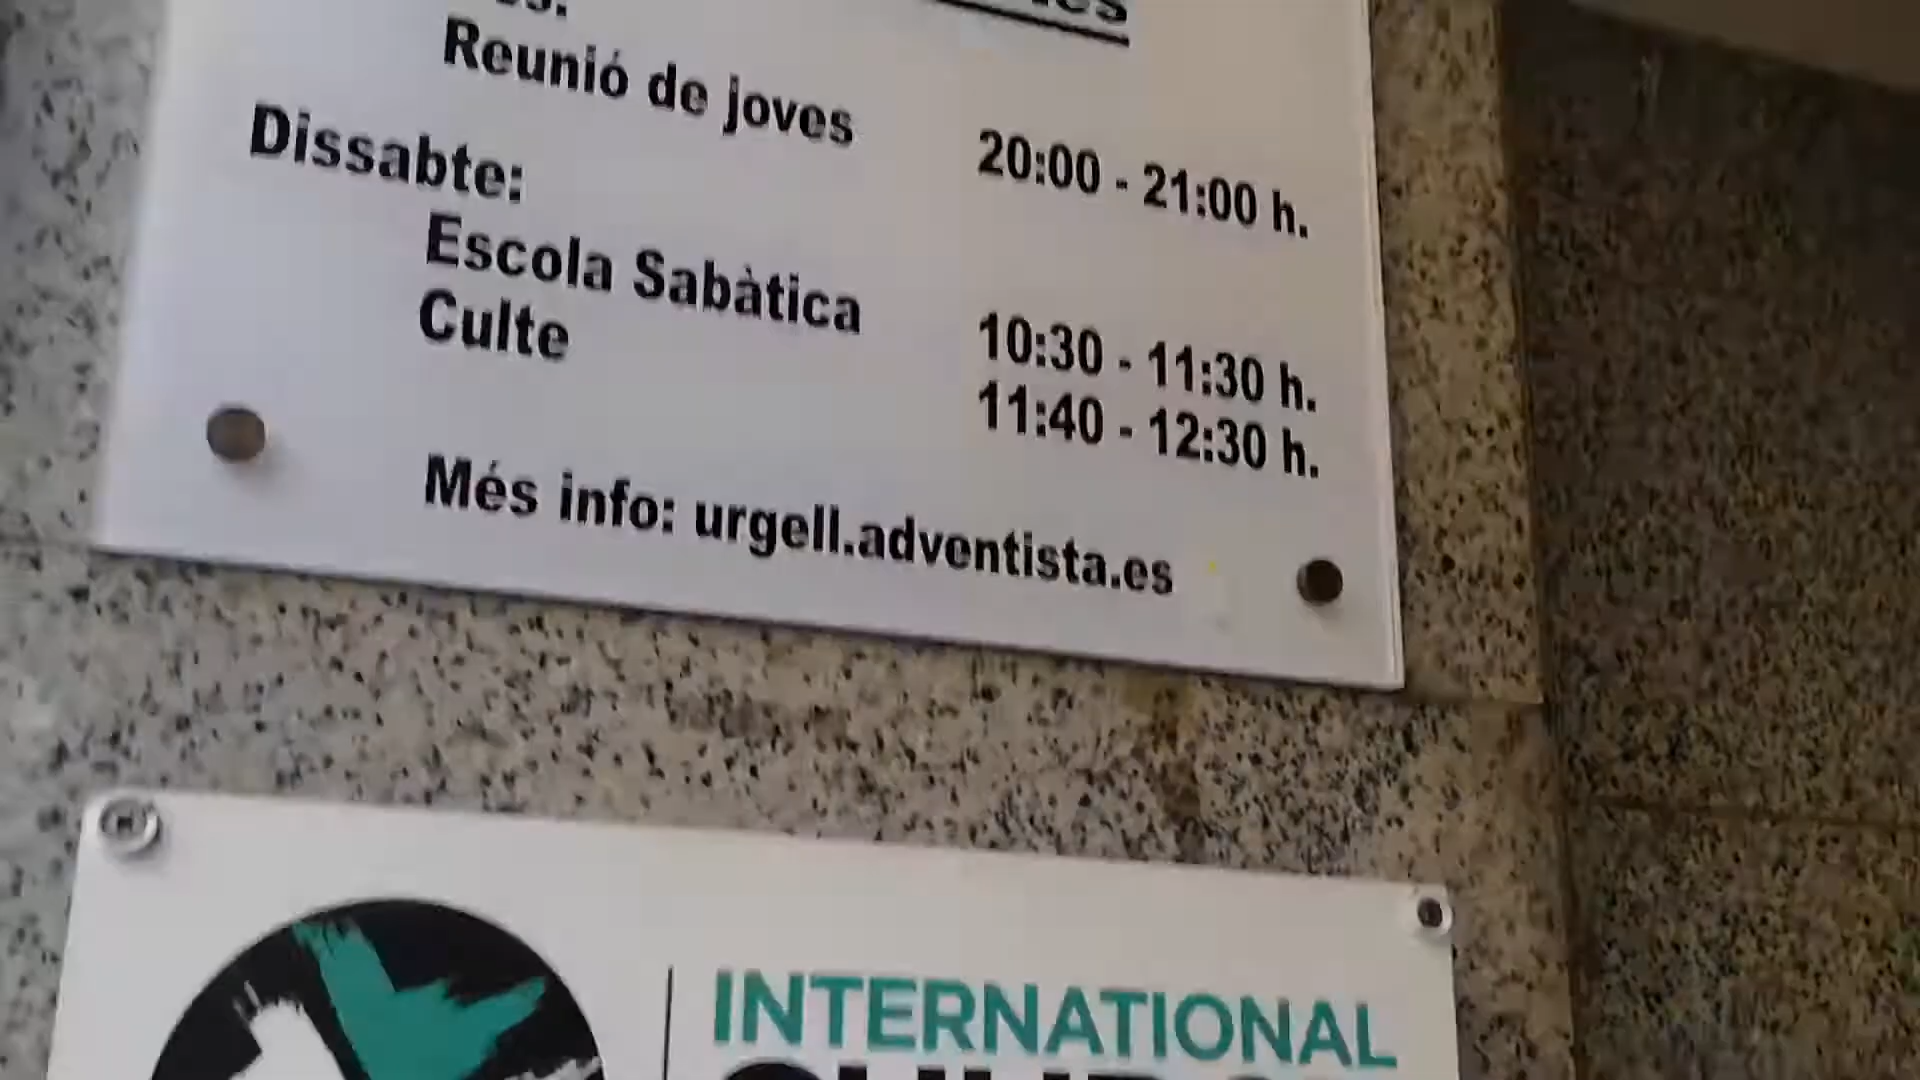 Reunió de joves 20:00 - 21:00 h.
Dissabte:
Escola Sabàtica 10:30 - 11:30 h.
Culte 11:40 - 12:30 h.
Més info: urgell.adventista.es
INTERNATIONAL